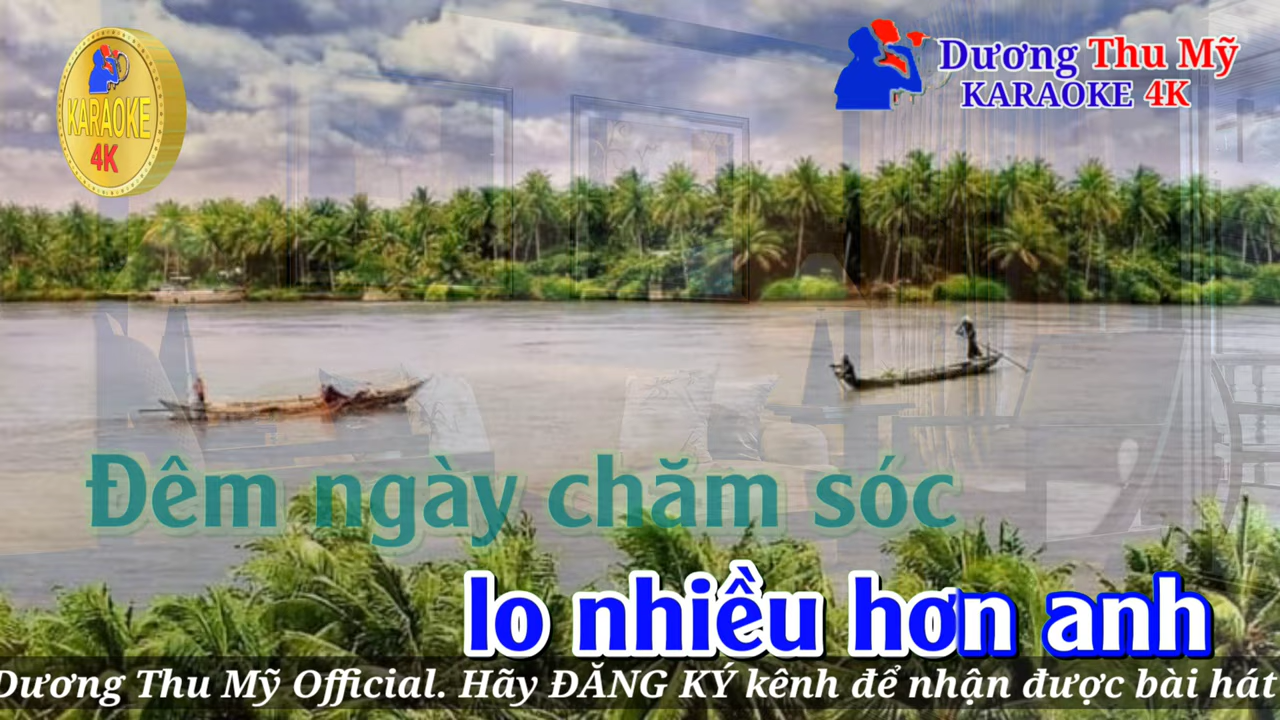 KARAOKE
4K
Dương Thu Mỹ
KARAOKE 4K
Đêm ngày chăm sóc
lo nhiều hơn anh
Dương Thu Mỹ Official. Hãy ĐĂNG KÝ kênh để nhận được bài hát